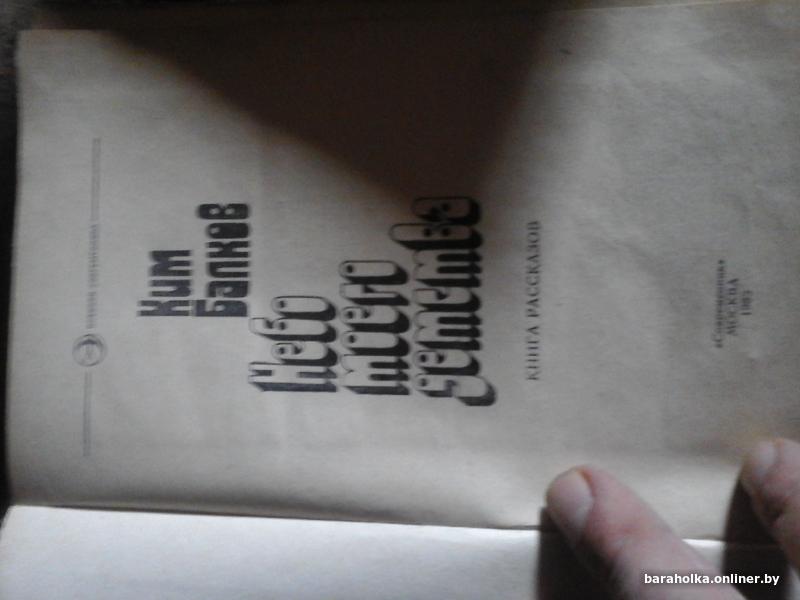 Ким
Балков
Небо
моего
детства
КНИГА РАССКАЗОВ
«Современник»
МОСКВА
baraholka.onliner.by